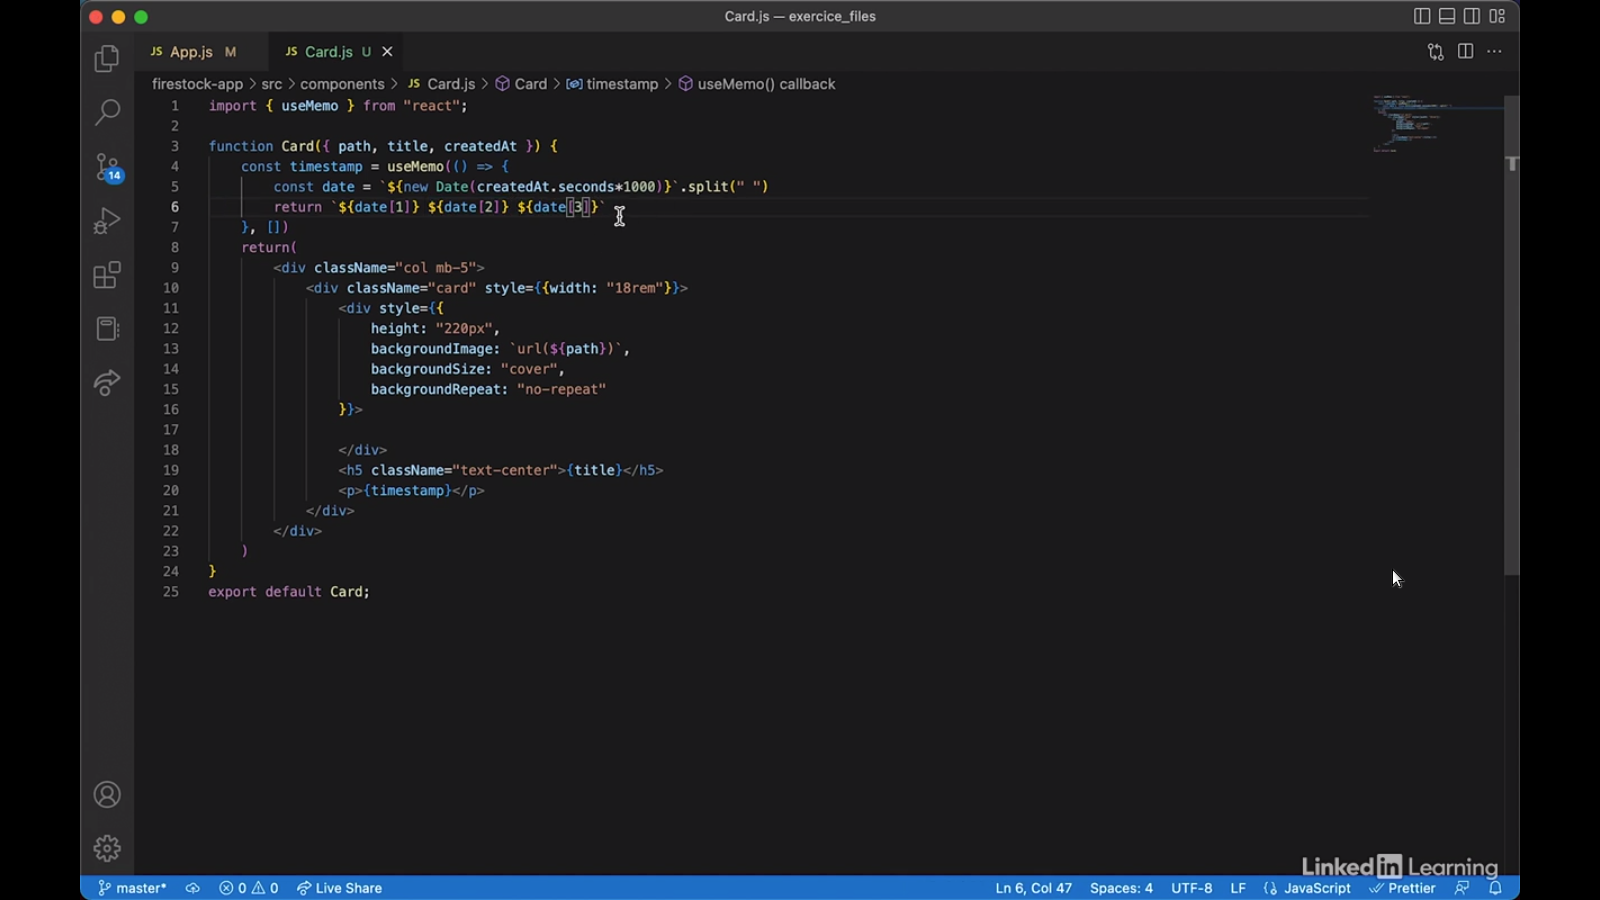 Card.js — exercice_files
JS App.js M
JS Card.js U
firestock-app > src > components > JS Card.js > Card > timestamp > useMemo() callback
1 import { useMemo } from "react";
2
3 function Card({ path, title, createdAt }) {
4 const timestamp = useMemo(() => {
5 const date = `${new Date(createdAt.seconds*1000)}`.split(" ")
6 return `${date[1]} ${date[2]} ${date[3]}`
7 }, [])
8 return(
9 <div className="col mb-5">
10 <div className="card" style={{width: "18rem"}}>
11 <div style={{
12 height: "220px",
13 backgroundImage: `url(${path})`,
14 backgroundSize: "cover",
15 backgroundRepeat: "no-repeat"
16 }}>
17
18 </div>
19 <h5 className="text-center">{title}</h5>
20 <p>{timestamp}</p>
21 </div>
22 </div>
23 )
24 }
25 export default Card;
14
LinkedIn Learning
master* 0 0 Live Share Ln 6, Col 47 Spaces: 4 UTF-8 LF JavaScript Prettier